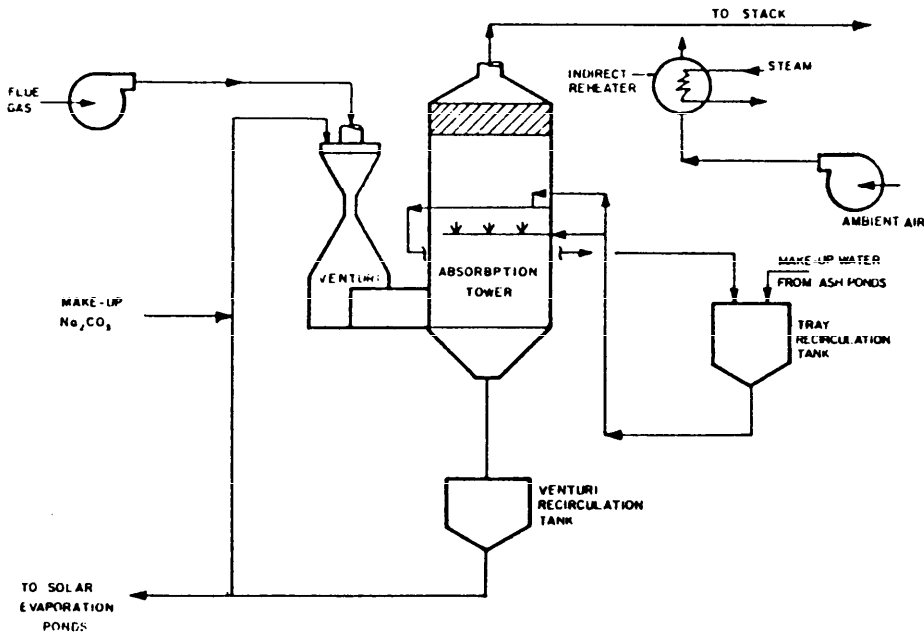 TO STACK
FLUE
GAS
INDIRECT
REHEATER
STEAM
AMBIENT AIR
VENTURI
ABSORBPTION
TOWER
MAKE-UP WATER
FROM ASH PONDS
MAKE-UP
Na₂CO₃
TRAY
RECIRCULATION
TANK
VENTURI
RECIRCULATION
TANK
TO SOLAR
EVAPORATION
PONDS